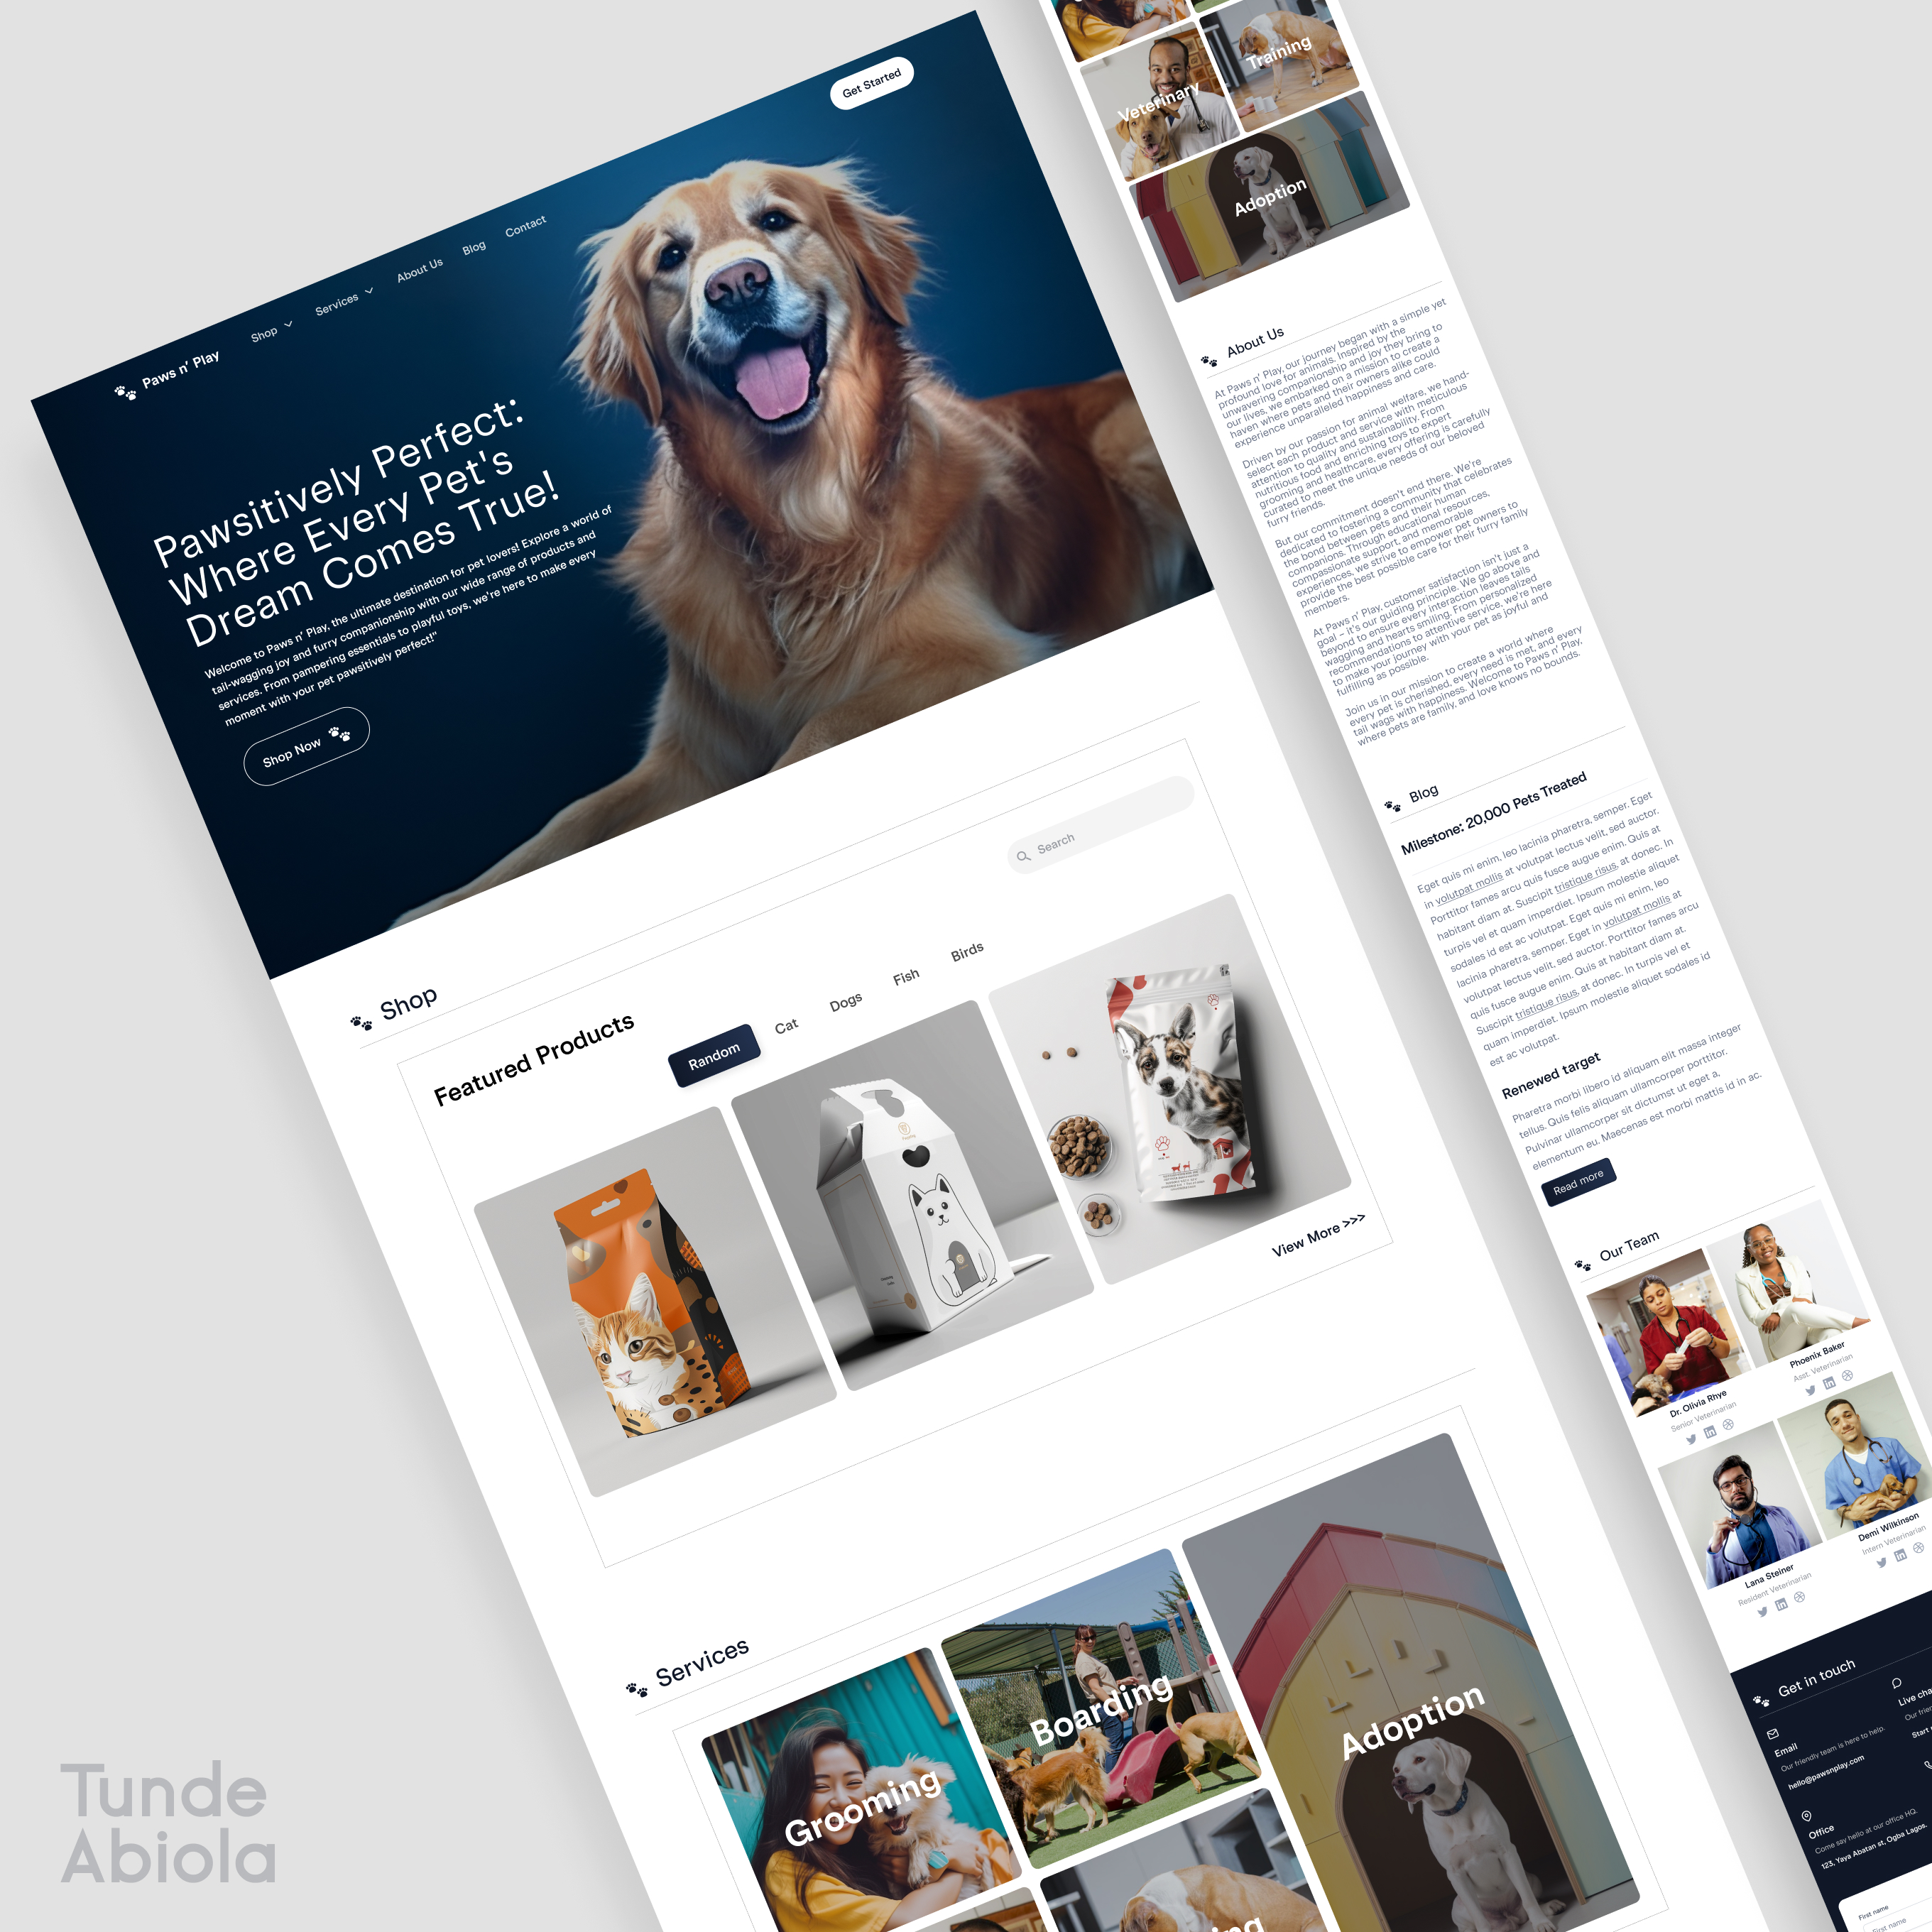 Get Started
Paws n' Play
Shop
Services
About Us
Blog
Contact
Pawsitively Perfect:
Where Every Pet's
Dream Comes True!
Welcome to Paws n' Play, the ultimate destination for pet lovers! Explore a world of
tail-wagging joy and furry companionship with our wide range of products and
services. From pampering essentials to playful toys, we're here to make every
moment with your pet pawsitively perfect!"
Shop Now
Shop
Search
Featured Products
Random
Cat
Dogs
Fish
Birds
View More >>>
Services
Grooming
Boarding
Adoption
Veterinary
Training
Adoption
About Us
At Paws n' Play, our journey began with a simple yet
profound love for animals. Inspired by the
unwavering companionship and joy they bring to
our lives, we embarked on a mission to create a
haven where pets and their owners alike could
experience unparalleled happiness and care.
Driven by our passion for animal welfare, we hand-
select each product and service with meticulous
attention to quality and sustainability. From
nutritious food and enriching toys to expert
grooming and healthcare, every offering is carefully
curated to meet the unique needs of our beloved
furry friends.
But our commitment doesn't end there. We're
dedicated to fostering a community that celebrates
the bond between pets and their human
companions. Through educational resources,
compassionate support, and memorable
experiences, we strive to empower pet owners to
provide the best possible care for their furry family
members.
At Paws n' Play, customer satisfaction isn't just a
goal – it's our guiding principle. We go above and
beyond to ensure every interaction leaves tails
wagging and hearts smiling. From personalized
recommendations to attentive service, we're here
to make your journey with your pet as joyful and
fulfilling as possible.
Join us in our mission to create a world where
every pet is cherished, every need is met, and every
tail wags with happiness. Welcome to Paws n' Play,
where pets are family, and love knows no bounds.
Blog
Milestone: 20,000 Pets Treated
Eget quis mi enim, leo lacinia pharetra, semper. Eget
in volutpat mollis at volutpat lectus velit, sed auctor.
Porttitor fames arcu quis fusce augue enim. Quis at
habitant diam at. Suscipit tristique risus, at donec. In
turpis vel et quam imperdiet. Ipsum molestie aliquet
sodales id est ac volutpat. Eget quis mi enim, leo
lacinia pharetra, semper. Eget in volutpat mollis at
volutpat lectus velit, sed auctor. Porttitor fames arcu
quis fusce augue enim. Quis at habitant diam at.
Suscipit tristique risus, at donec. In turpis vel et
quam imperdiet. Ipsum molestie aliquet sodales id
est ac volutpat.
Renewed target
Pharetra morbi libero id aliquam elit massa integer
tellus. Quis felis aliquam ullamcorper porttitor.
Pulvinar ullamcorper sit dictumst ut eget a,
elementum eu. Maecenas est morbi mattis id in ac.
Read more
Our Team
Dr. Olivia Rhye
Senior Veterinarian
Phoenix Baker
Asst. Veterinarian
Lana Steiner
Resident Veterinarian
Demi Wilkinson
Intern Veterinarian
Get in touch
Email
Our friendly team is here to help.
hello@pawsnplay.com
Live cha
Our frien
Start
Office
Come say hello at our office HQ.
123, Yaya Abatan st, Ogba Lagos.
First name
First name
Tunde
Abiola